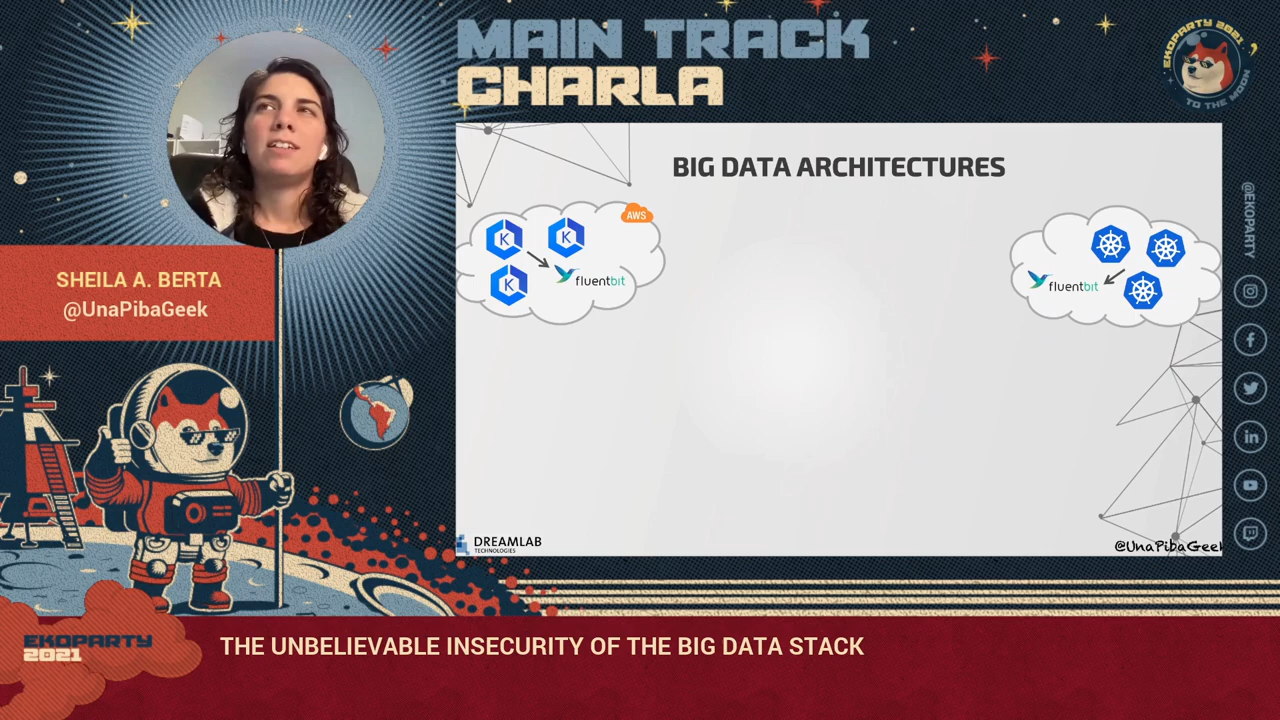 MAIN TRACK
CHARLA
EKOPARTY 2021
TO THE MOON
@EKOPARTY
SHEILA A. BERTA
@UnaPibaGeek
BIG DATA ARCHITECTURES
AWS
K
K
K
fluentbit
fluentbit
DREAMLAB
TECHNOLOGIES
@UnaPibaGeek
EKOPARTY
2021
THE UNBELIEVABLE INSECURITY OF THE BIG DATA STACK